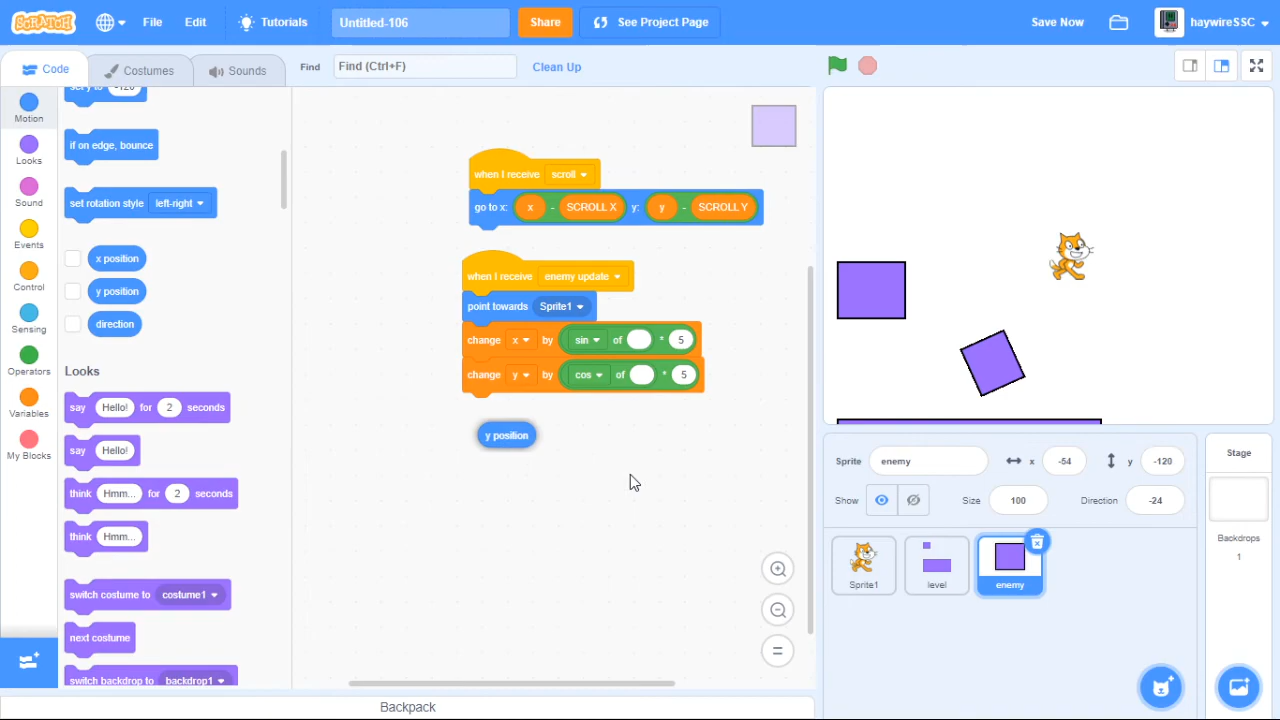 SCRATCH File Edit Tutorials Untitled-106 Share See Project Page Save Now haywireSSC
Code Costumes Sounds Find Find (Ctrl+F) Clean Up
Motion
Looks
Sound
Events
Control
Sensing
Operators
Variables
My Blocks
set y to -120
if on edge, bounce
set rotation style left-right
x position
y position
direction
Looks
say Hello! for 2 seconds
say Hello!
think Hmm... for 2 seconds
think Hmm...
switch costume to costume1
next costume
switch backdrop to backdrop1
when I receive scroll
go to x: x - SCROLL X y: y - SCROLL Y
when I receive enemy update
point towards Sprite1
change x by sin of * 5
change y by cos of * 5
y position
Sprite enemy x -54 y -120
Show Size 100 Direction -24
Sprite1 level enemy
Stage
Backdrops
1
Backpack